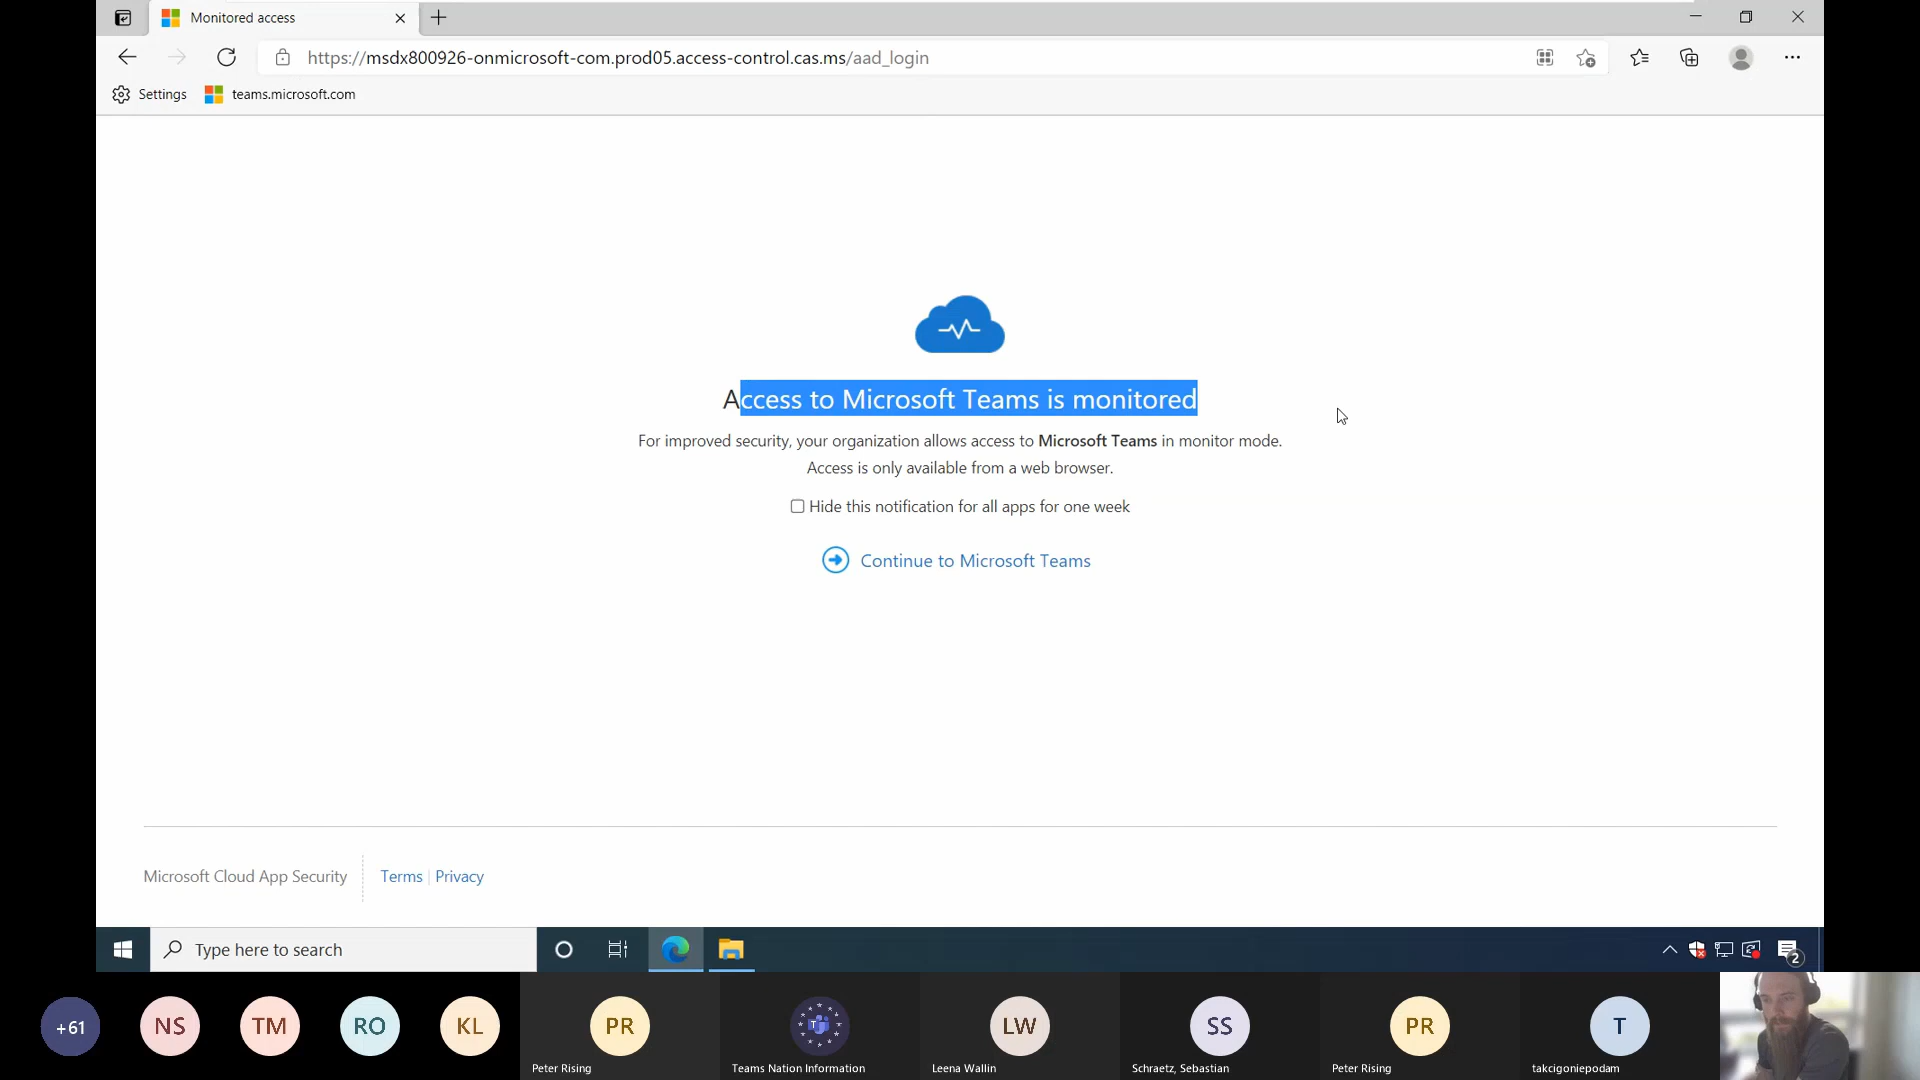 Monitored access
https://msdx800926-onmicrosoft-com.prod05.access-control.cas.ms/aad_login
Settings
teams.microsoft.com
Access to Microsoft Teams is monitored
For improved security, your organization allows access to Microsoft Teams in monitor mode.
Access is only available from a web browser.
Hide this notification for all apps for one week
Continue to Microsoft Teams
Microsoft Cloud App Security
Terms | Privacy
Type here to search
2
+61
NS
TM
RO
KL
PR
LW
SS
PR
T
Peter Rising
Teams Nation Information
Leena Wallin
Schraetz, Sebastian
Peter Rising
takcigoniepodam